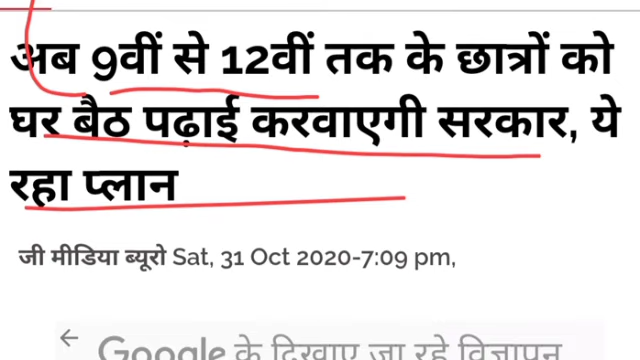 अब 9वीं से 12वीं तक के छात्रों को
घर बैठ पढ़ाई करवाएगी सरकार, ये
रहा प्लान
जी मीडिया ब्यूरो Sat, 31 Oct 2020-7:09 pm,
Google के दिखाए जा रहे विज्ञापन